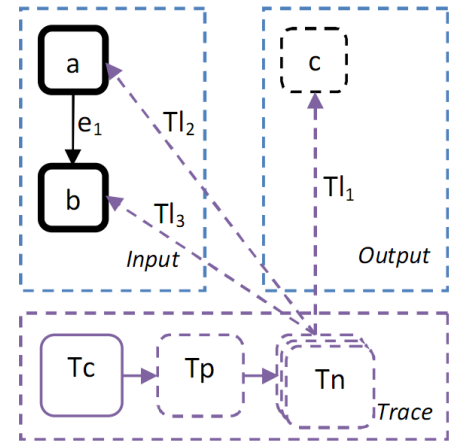 a
c
e₁
Tl₂
Tl₁
b
Tl₃
Input
Output
Tc
Tp
Tn
Trace